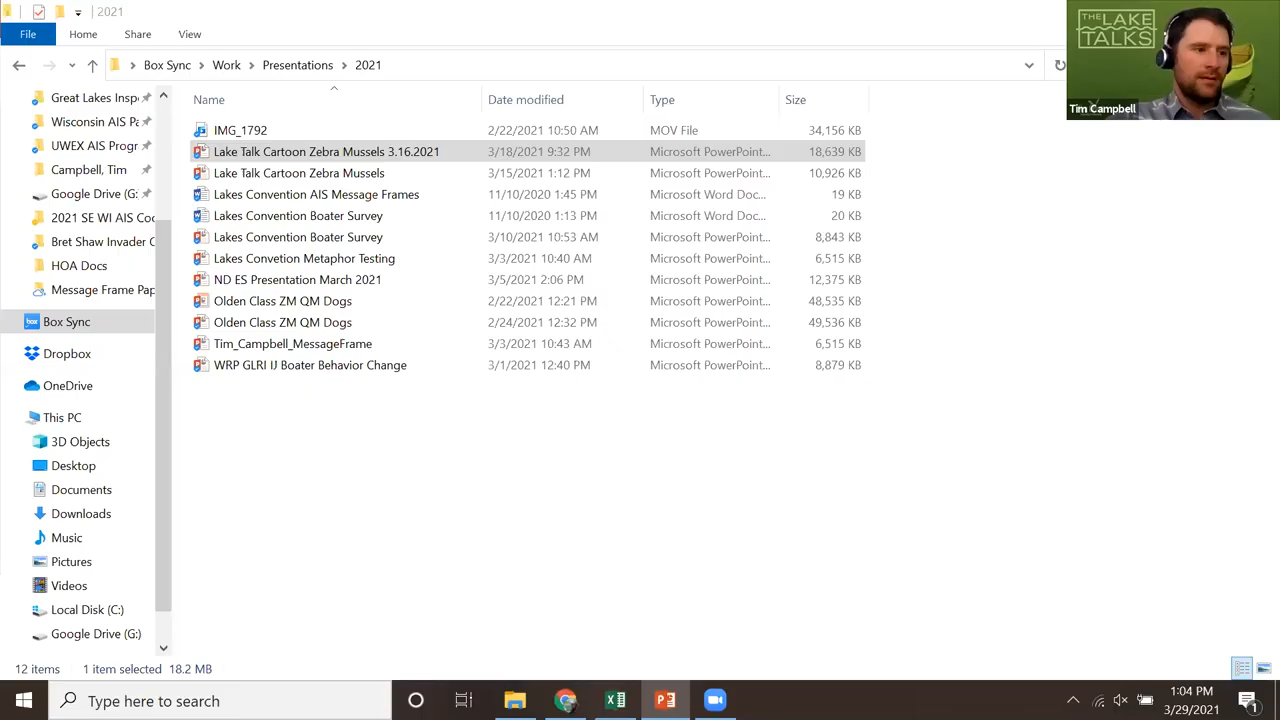 2021
File Home Share View
Box Sync Work Presentations 2021
THE LAKE TALKS
Tim Campbell
Name Date modified Type Size
Great Lakes Insp
Wisconsin AIS Pa
UWEX AIS Progr
Campbell, Tim
Google Drive (G:
2021 SE WI AIS Coo
Bret Shaw Invader C
HOA Docs
Message Frame Pap
Box Sync
Dropbox
OneDrive
This PC
3D Objects
Desktop
Documents
Downloads
Music
Pictures
Videos
Local Disk (C:)
Google Drive (G:)
IMG_1792 2/22/2021 10:50 AM MOV File 34,156 KB
Lake Talk Cartoon Zebra Mussels 3.16.2021 3/18/2021 9:32 PM Microsoft PowerPoint... 18,639 KB
Lake Talk Cartoon Zebra Mussels 3/15/2021 1:12 PM Microsoft PowerPoint... 10,926 KB
Lakes Convention AIS Message Frames 11/10/2020 1:45 PM Microsoft Word Doc... 19 KB
Lakes Convention Boater Survey 11/10/2020 1:13 PM Microsoft Word Doc... 20 KB
Lakes Convention Boater Survey 3/10/2021 10:53 AM Microsoft PowerPoint... 8,843 KB
Lakes Convetion Metaphor Testing 3/3/2021 10:40 AM Microsoft PowerPoint... 6,515 KB
ND ES Presentation March 2021 3/5/2021 2:06 PM Microsoft PowerPoint... 12,375 KB
Olden Class ZM QM Dogs 2/22/2021 12:21 PM Microsoft PowerPoint... 48,535 KB
Olden Class ZM QM Dogs 2/24/2021 12:32 PM Microsoft PowerPoint... 49,536 KB
Tim_Campbell_MessageFrame 3/3/2021 10:43 AM Microsoft PowerPoint... 6,515 KB
WRP GLRI IJ Boater Behavior Change 3/1/2021 12:40 PM Microsoft PowerPoint... 8,879 KB
12 items 1 item selected 18.2 MB
Type here to search
1:04 PM
3/29/2021
1